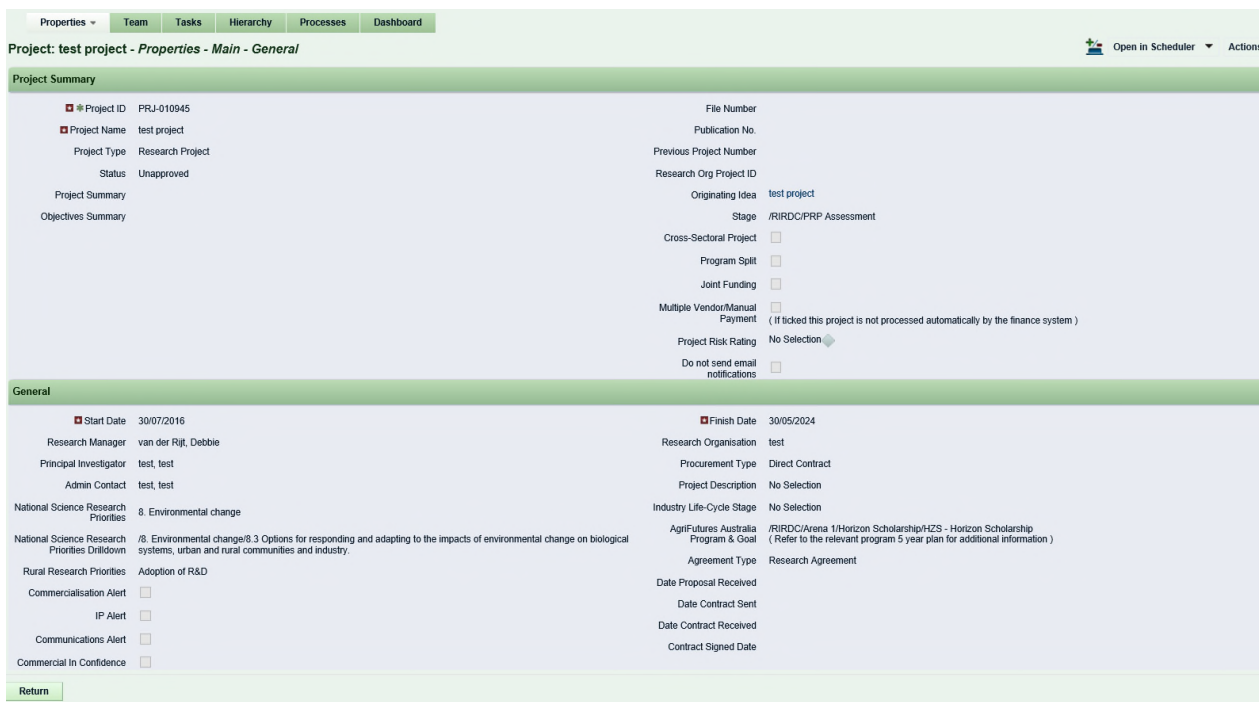 Properties Team Tasks Hierarchy Processes Dashboard
Project: test project - Properties - Main - General
Open in Scheduler Actions
Project Summary
Project ID PRJ-010945
Project Name test project
Project Type Research Project
Status Unapproved
Project Summary
Objectives Summary
File Number
Publication No.
Previous Project Number
Research Org Project ID
Originating Idea test project
Stage /RIRDC/PRP Assessment
Cross-Sectoral Project
Program Split
Joint Funding
Multiple Vendor/Manual
Payment ( If ticked this project is not processed automatically by the finance system )
Project Risk Rating No Selection
Do not send email
notifications
General
Start Date 30/07/2016
Research Manager van der Rijt, Debbie
Principal Investigator test, test
Admin Contact test, test
National Science Research
Priorities 8. Environmental change
National Science Research /8. Environmental change/8.3 Options for responding and adapting to the impacts of environmental change on biological
Priorities Drilldown systems, urban and rural communities and industry.
Rural Research Priorities Adoption of R&D
Commercialisation Alert
IP Alert
Communications Alert
Commercial In Confidence
Finish Date 30/05/2024
Research Organisation test
Procurement Type Direct Contract
Project Description No Selection
Industry Life-Cycle Stage No Selection
AgriFutures Australia /RIRDC/Arena 1/Horizon Scholarship/HZS - Horizon Scholarship
Program & Goal ( Refer to the relevant program 5 year plan for additional information )
Agreement Type Research Agreement
Date Proposal Received
Date Contract Sent
Date Contract Received
Contract Signed Date
Return